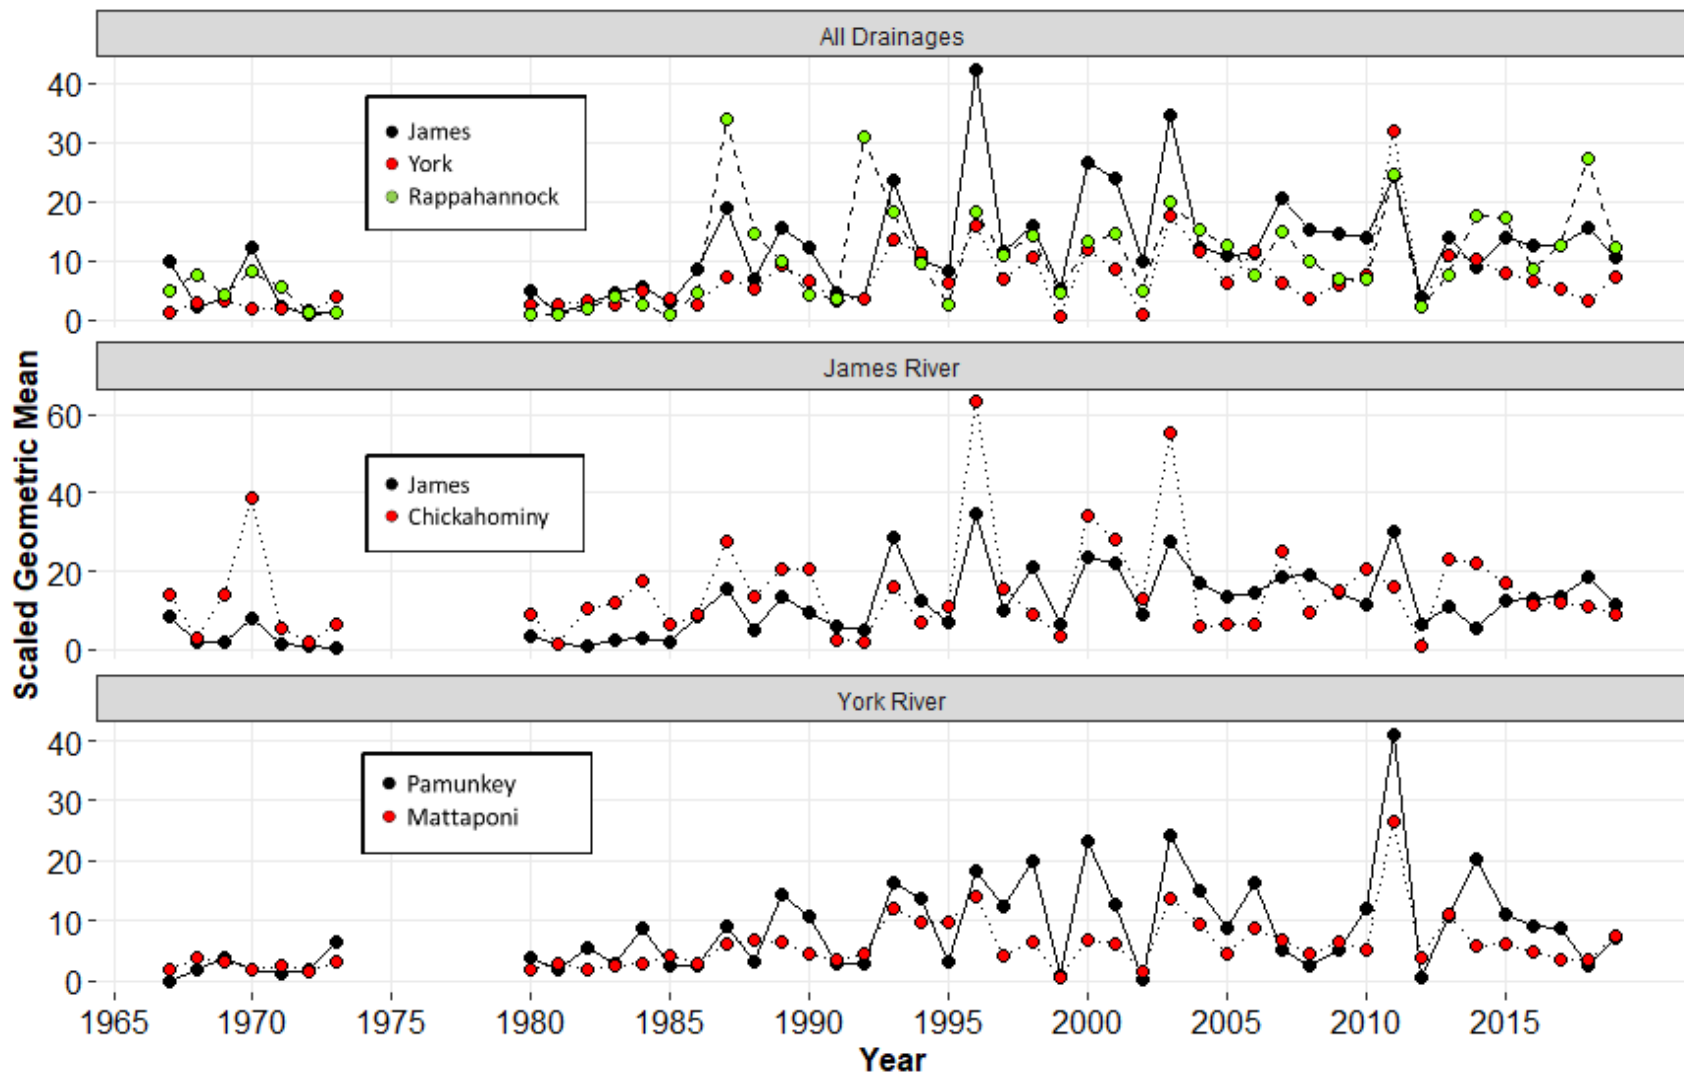 All Drainages
40
30
20
10
0
James
York
Rappahannock
James River
60
40
20
0
James
Chickahominy
York River
40
30
20
10
0
Pamunkey
Mattaponi
Scaled Geometric Mean
1965 1970 1975 1980 1985 1990 1995 2000 2005 2010 2015
Year